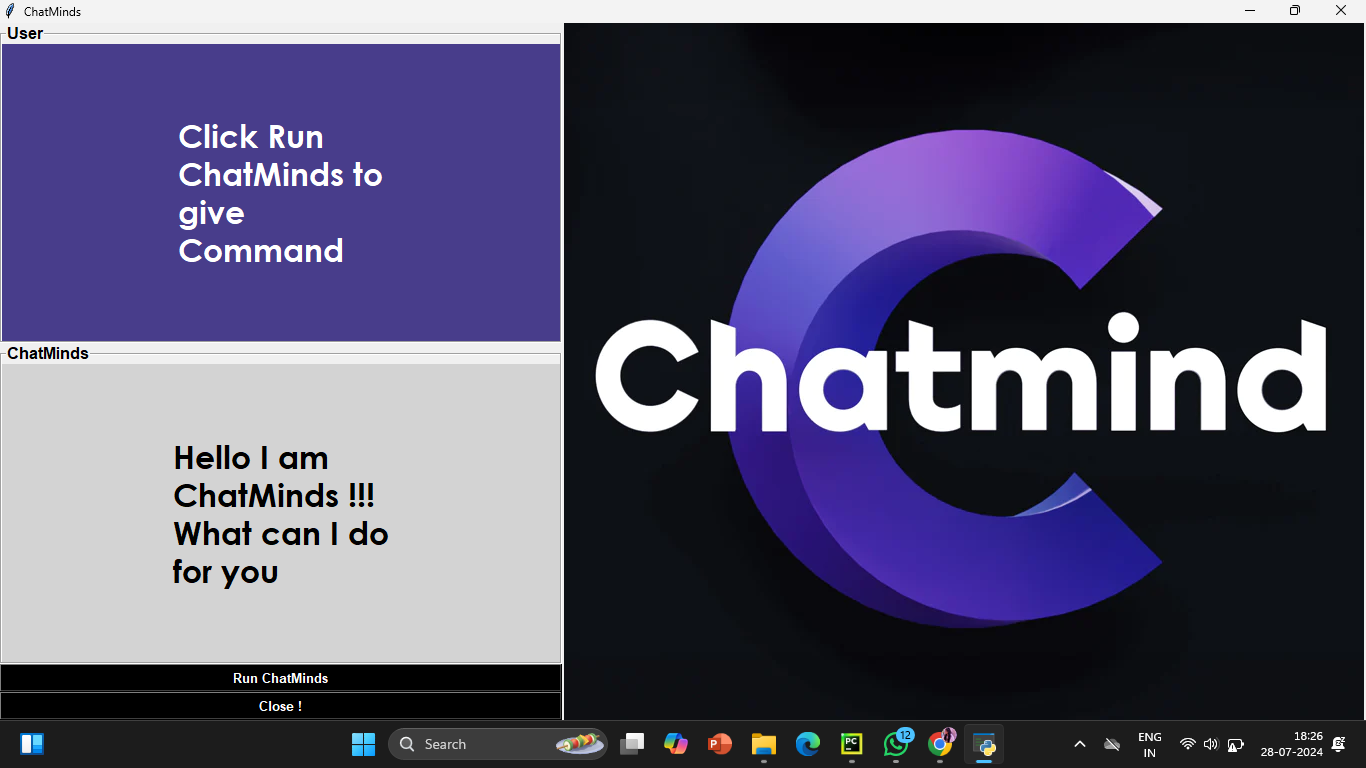 ChatMinds
User
Click Run
ChatMinds to
give
Command
ChatMinds
Hello I am
ChatMinds !!!
What can I do
for you
Run ChatMinds
Close !
Chatmind
Search
P
PC
12
ENG
IN
18:26
28-07-2024